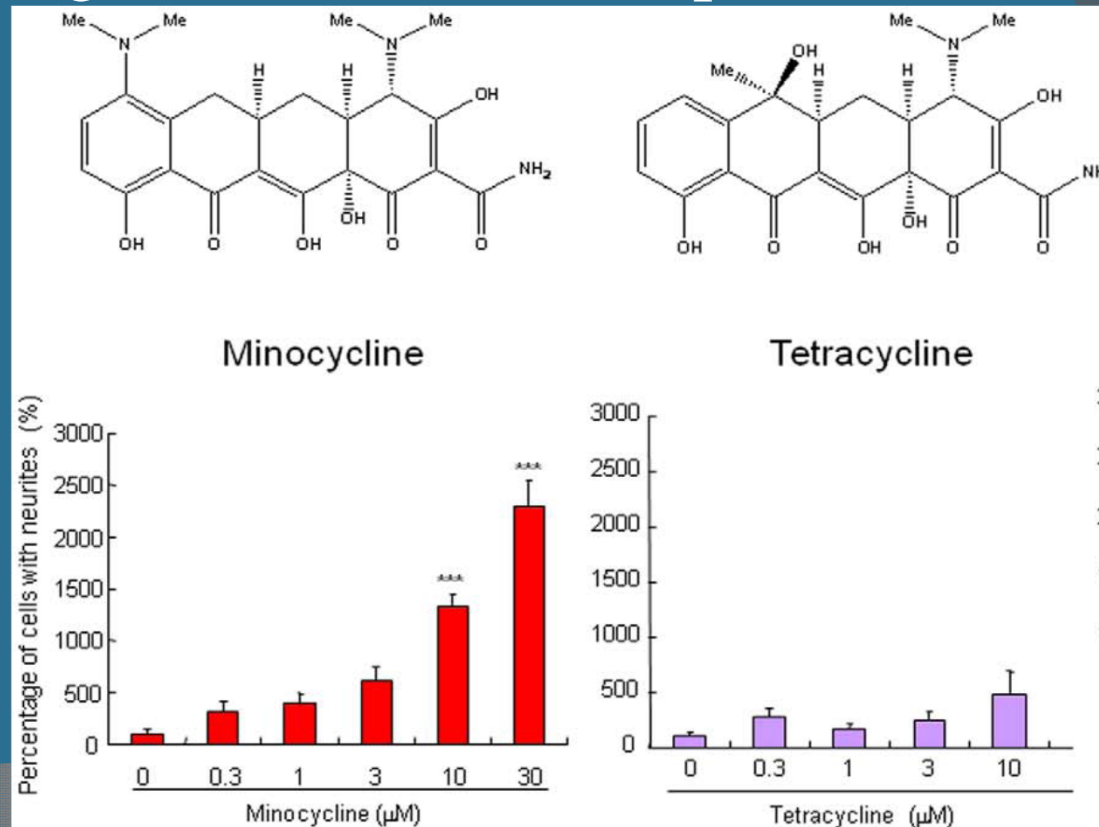 Me Me Me Me Me Me
N N OH N
H H Me H H
OH OH
NH₂ NH
OH OH
OH O OH O O OH O OH O O
Minocycline Tetracycline
Percentage of cells with neurites (%)
3000
2500
2000
1500
1000
500
0
***
***
0 0.3 1 3 10 30
Minocycline (µM)
3000
2500
2000
1500
1000
500
0
0 0.3 1 3 10
Tetracycline (µM)